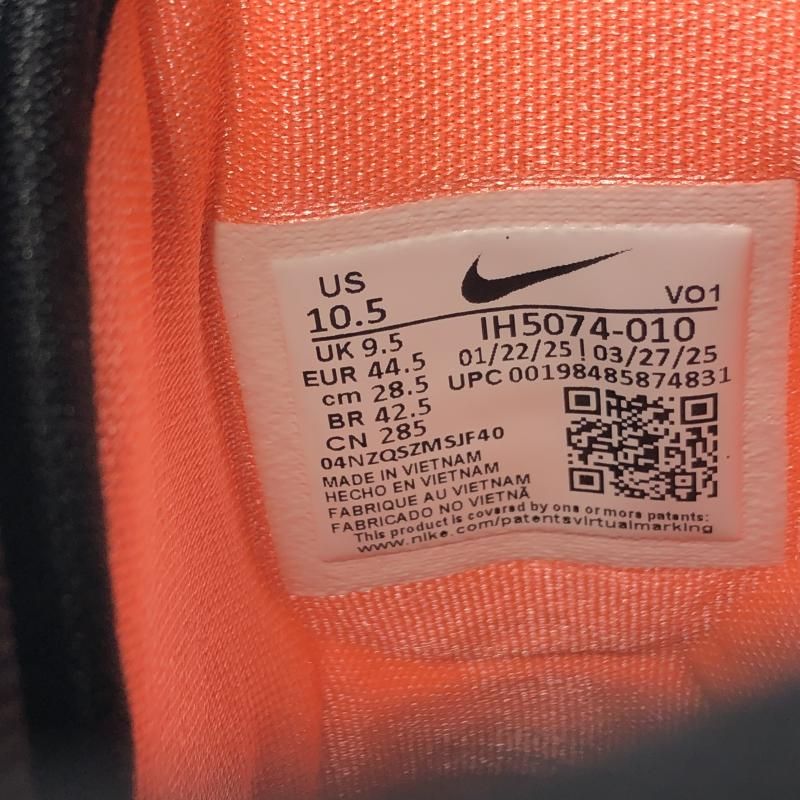 US
10.5
UK 9.5
EUR 44.5
cm 28.5
BR 42.5
CN 285
VO1
IH5074-010
01/22/25 | 03/27/25
UPC 00198485874831
04NZQSZMSJF40
MADE IN VIETNAM
HECHO EN VIETNAM
FABRIQUE AU VIETNAM
FABRICADO NO VIETNÃ
This product is covered by one or more patents:
www.nike.com/patentsvirtualmarking